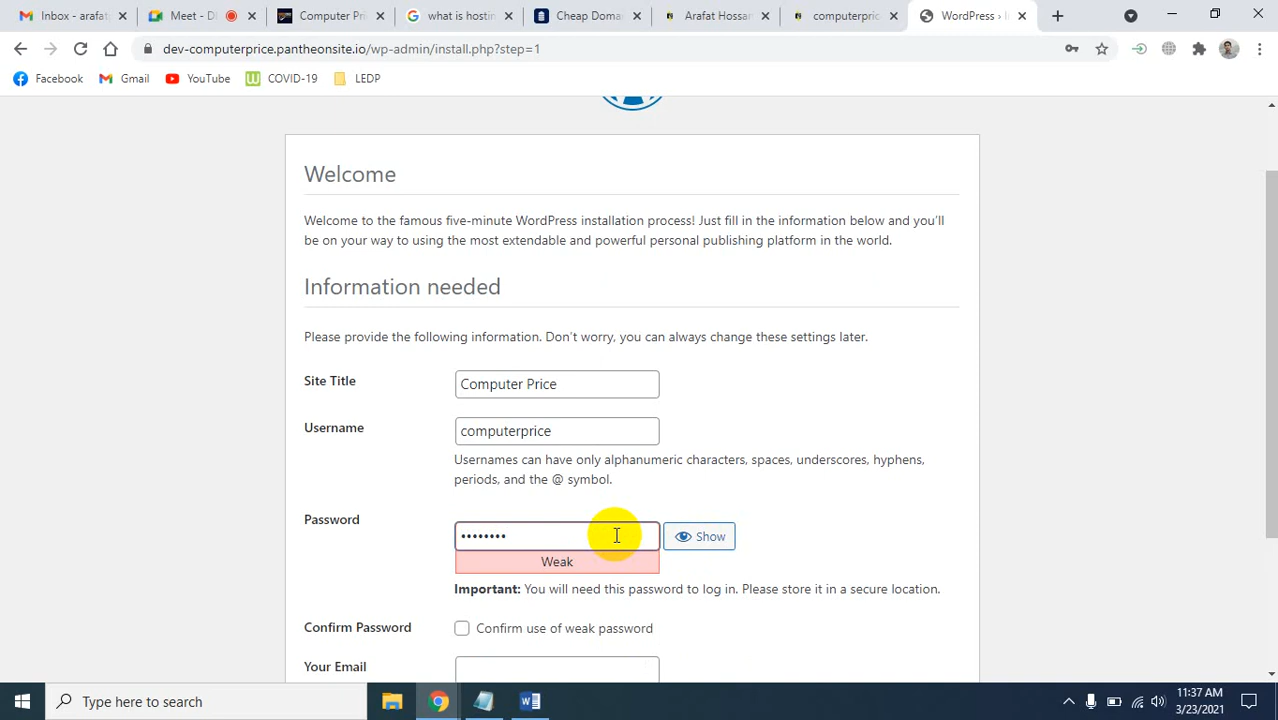 Inbox - arafat
Meet - D
Computer Pri
what is hostin
Cheap Doma
Arafat Hossan
computerpric
WordPress › I
dev-computerprice.pantheonsite.io/wp-admin/install.php?step=1
Facebook
Gmail
YouTube
COVID-19
LEDP
Welcome
Welcome to the famous five-minute WordPress installation process! Just fill in the information below and you’ll
be on your way to using the most extendable and powerful personal publishing platform in the world.
Information needed
Please provide the following information. Don’t worry, you can always change these settings later.
Site Title
Computer Price
Username
computerprice
Usernames can have only alphanumeric characters, spaces, underscores, hyphens,
periods, and the @ symbol.
Password
••••••••
Show
Weak
Important: You will need this password to log in. Please store it in a secure location.
Confirm Password
Confirm use of weak password
Your Email
Type here to search
11:37 AM
3/23/2021